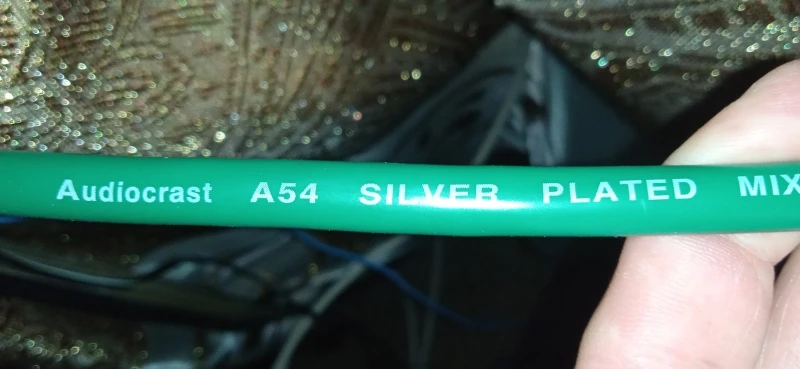 Audiocrast A54 SILVER PLATED MIX